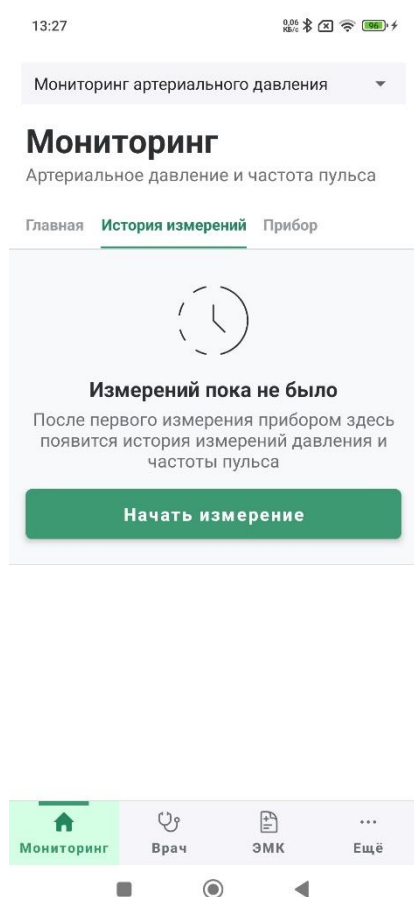 13:27
0,06
КБ/с
96
Мониторинг артериального давления
Мониторинг
Артериальное давление и частота пульса
Главная История измерений Прибор
Измерений пока не было
После первого измерения прибором здесь
появится история измерений давления и
частоты пульса
Начать измерение
Мониторинг Врач ЭМК Ещё